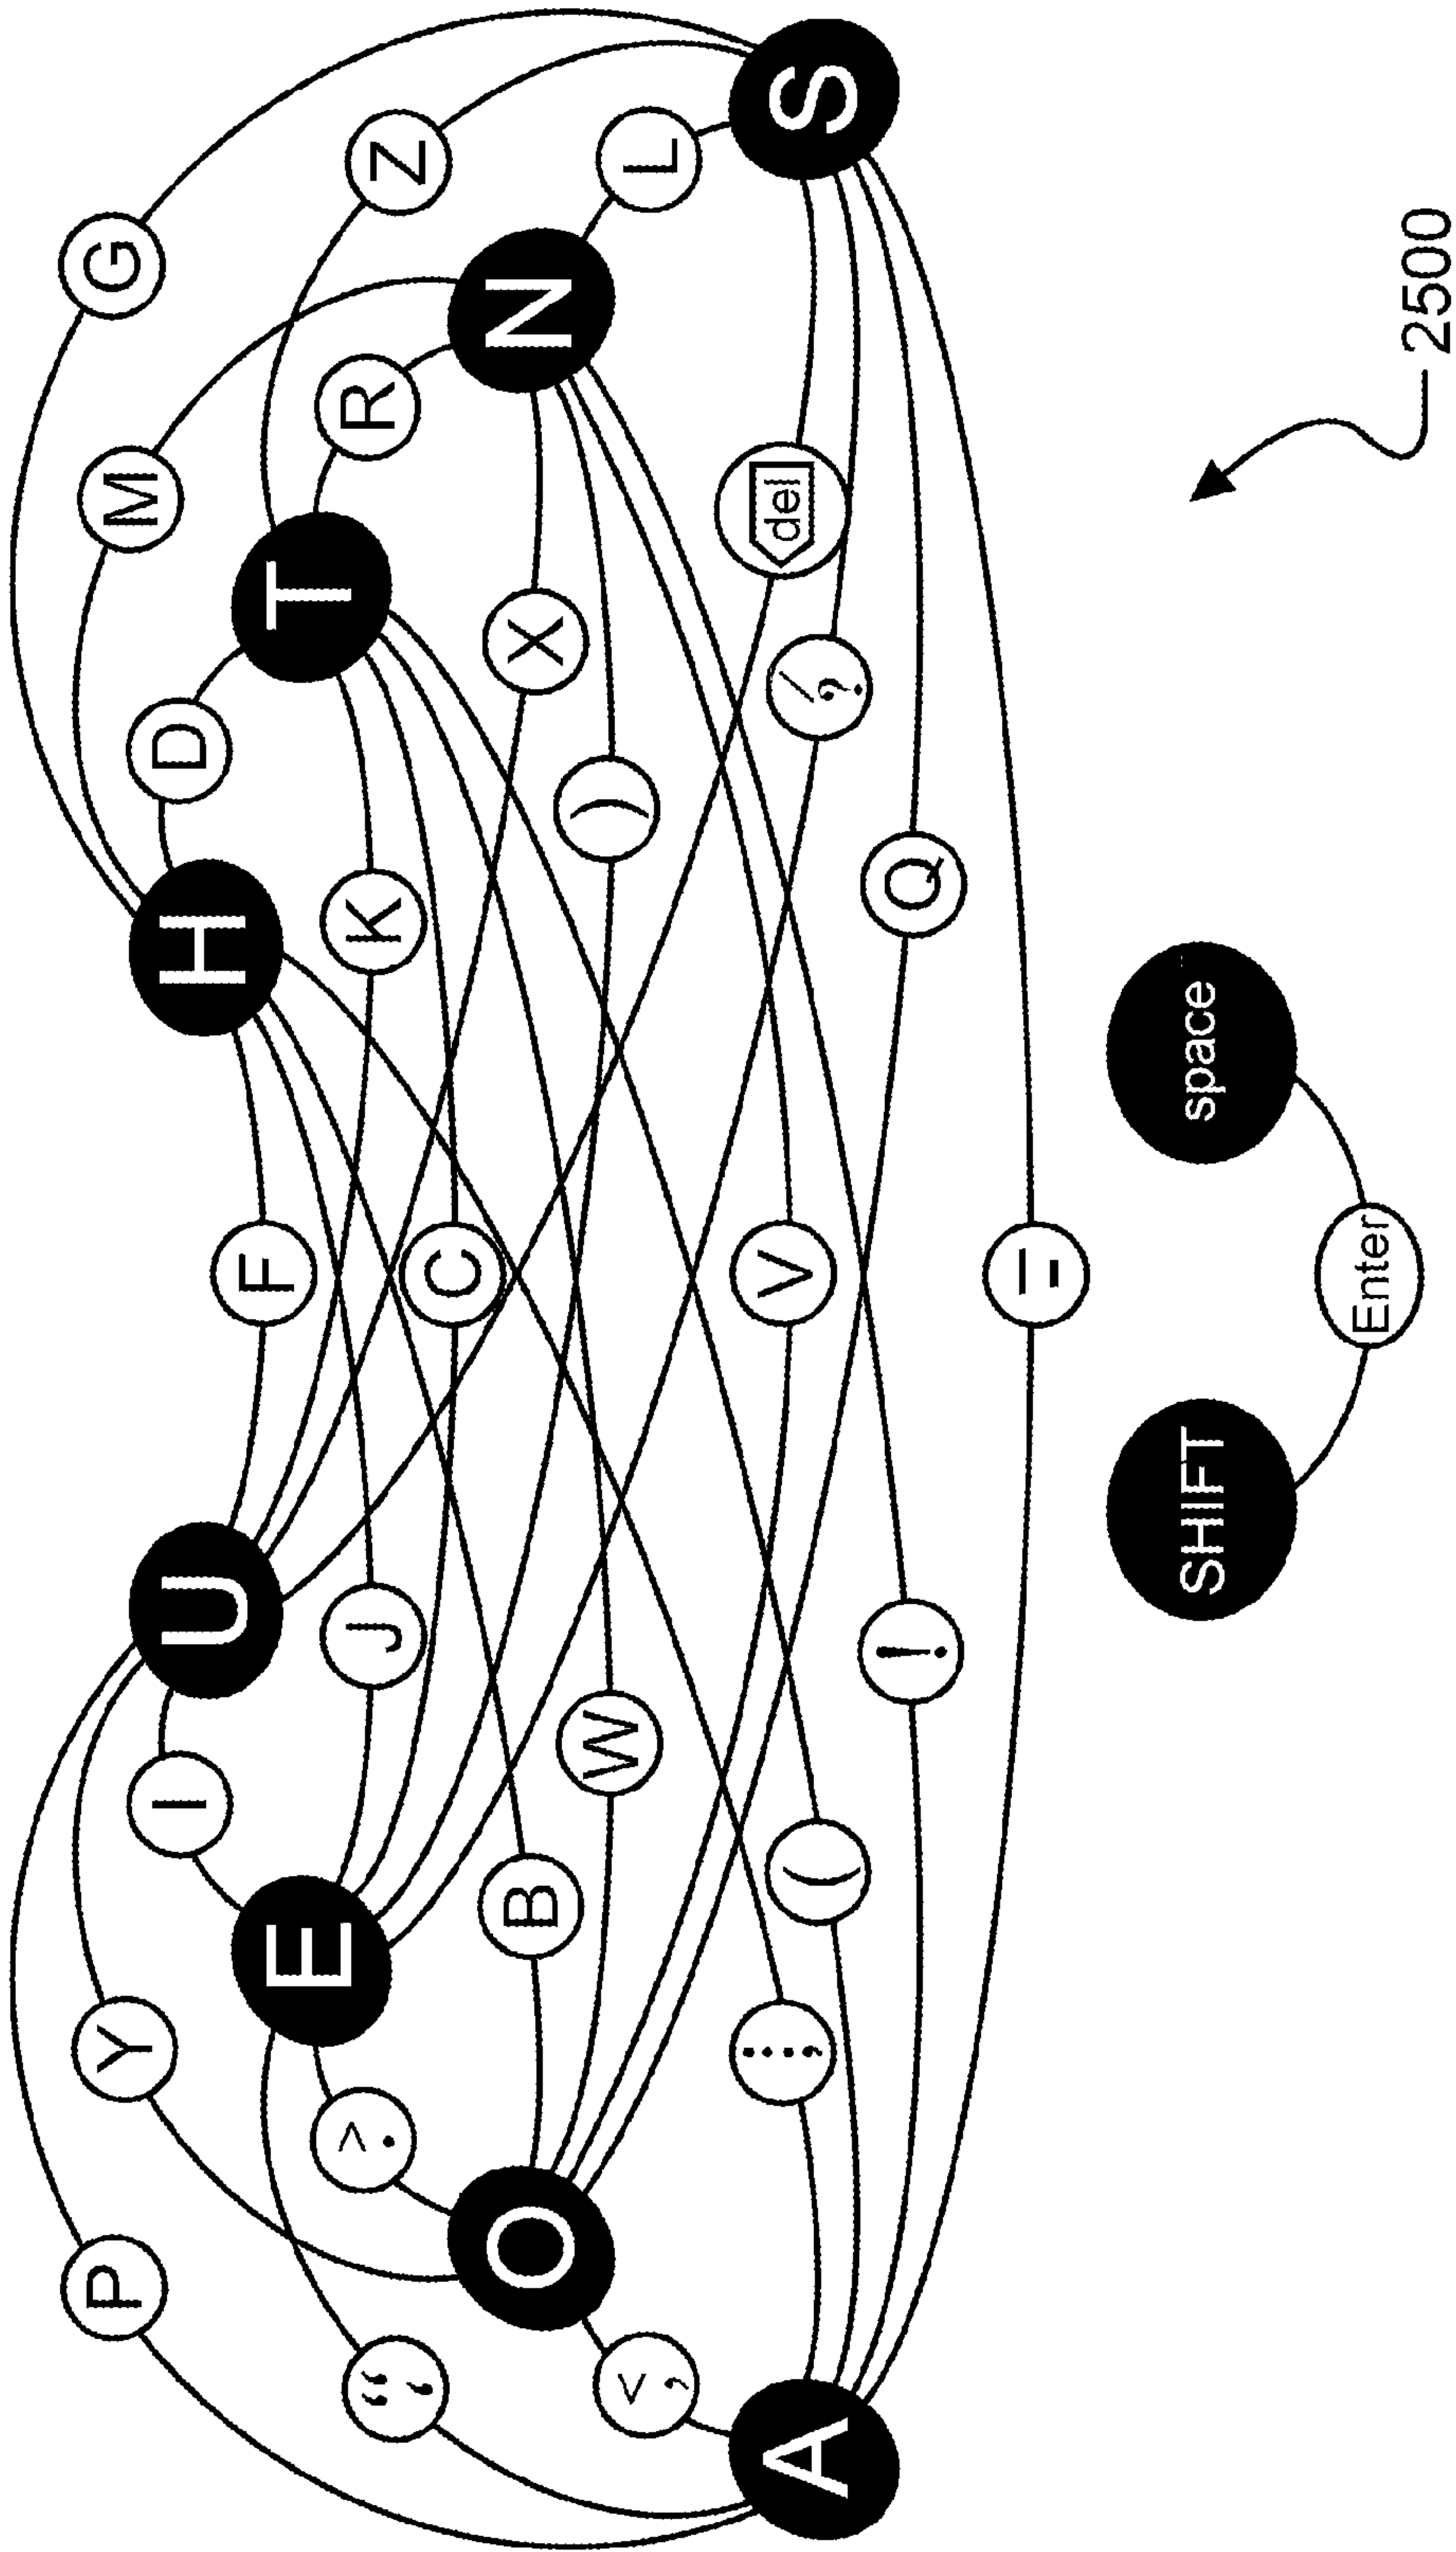 P G
Y M
I D
U H
F
E T
> . R
J K
“ ‘ Z
C
O B X N
W )
< , L
: ; V del
A ( / ? S
! Q
_ -
SHIFT space
Enter
2500